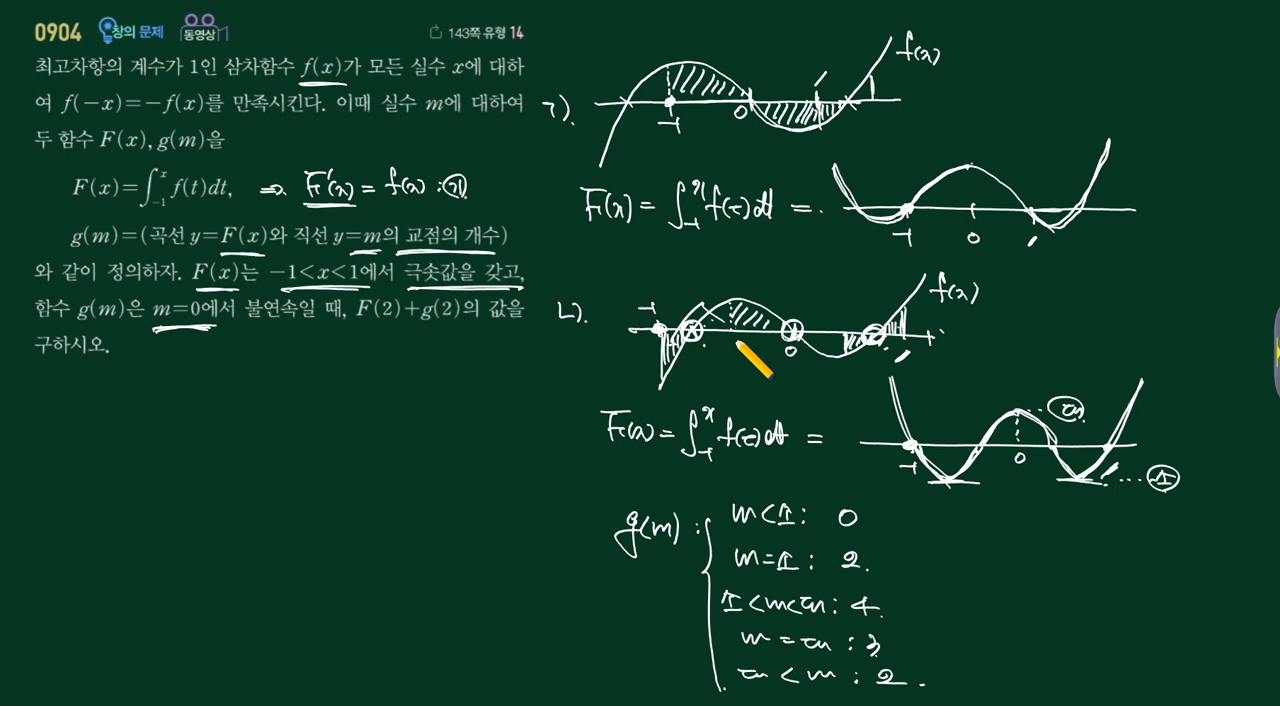 0904 창의 문제 동영상 143쪽 유형 14
최고차항의 계수가 1인 삼차함수 f(x)가 모든 실수 x에 대하
여 f(−x)=−f(x)를 만족시킨다. 이때 실수 m에 대하여
두 함수 F(x), g(m)을
F(x)=∫_{-1}^{x} f(t)dt, ⇒ F'(x) = f(x) :
g(m)=(곡선 y=F(x)와 직선 y=m의 교점의 개수)
와 같이 정의하자. F(x)는 −1<x<1에서 극솟값을 갖고,
함수 g(m)은 m=0에서 불연속일 때, F(2)+g(2)의 값을
구하시오.
ㄱ).
f(x)
-1 0
F(x) = ∫_{-1}^{x} f(t)dt =.
-1 0 1
ㄴ).
f(x)
-1 0 1
F(x) = ∫_{-1}^{x} f(t)dt =
-1 0 1
g(m) :
m< : 0
m= : 2.
<m< : 4.
m = : 3
< m : 2.